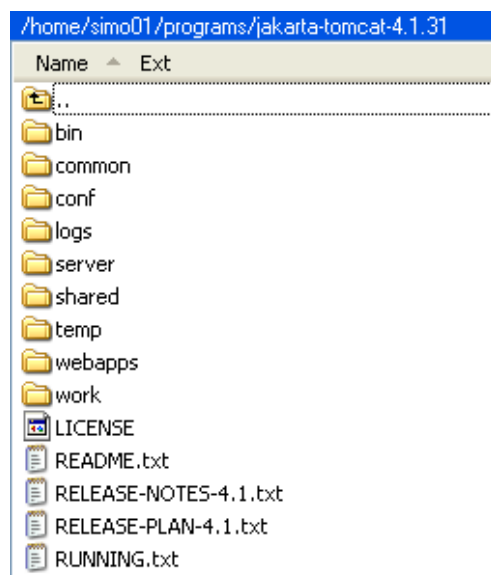 /home/simo01/programs/jakarta-tomcat-4.1.31
Name Ext
..
bin
common
conf
logs
server
shared
temp
webapps
work
LICENSE
README.txt
RELEASE-NOTES-4.1.txt
RELEASE-PLAN-4.1.txt
RUNNING.txt